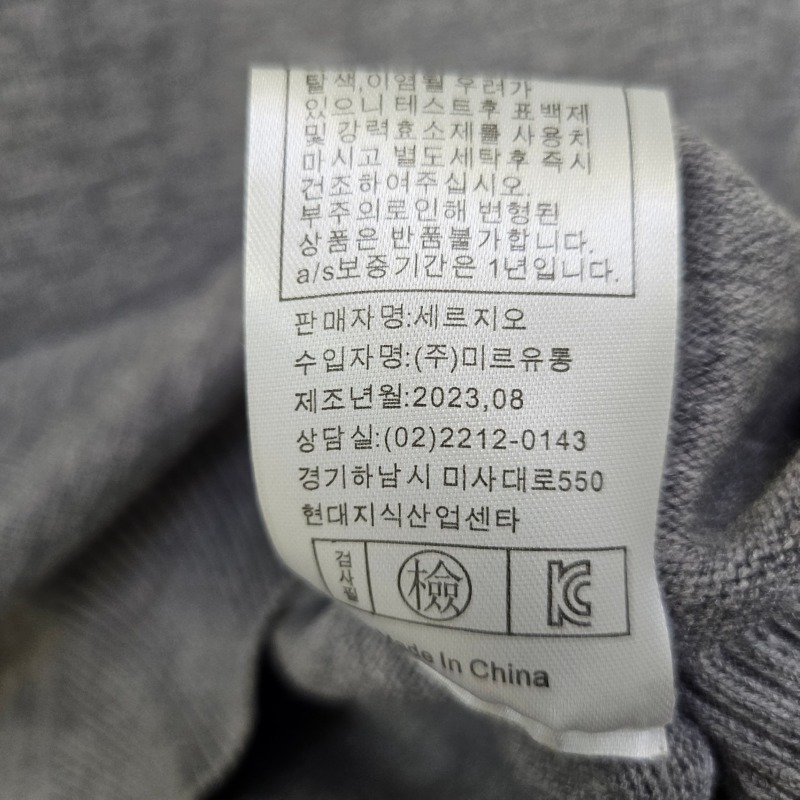 탈색,이염될 우려가
있으니 테스트후 표백제
및 강력효소제를 사용치
마시고 별도세탁후 즉시
건조하여주십시오.
부주의로인해 변형된
상품은 반품불가합니다.
a/s보증기간은 1년입니다.
판매자명:세르지오
수입자명:(주)미르유통
제조년월:2023,08
상담실:(02)2212-0143
경기하남시 미사대로550
현대지식산업센타
검사필 檢 KC
Made In China